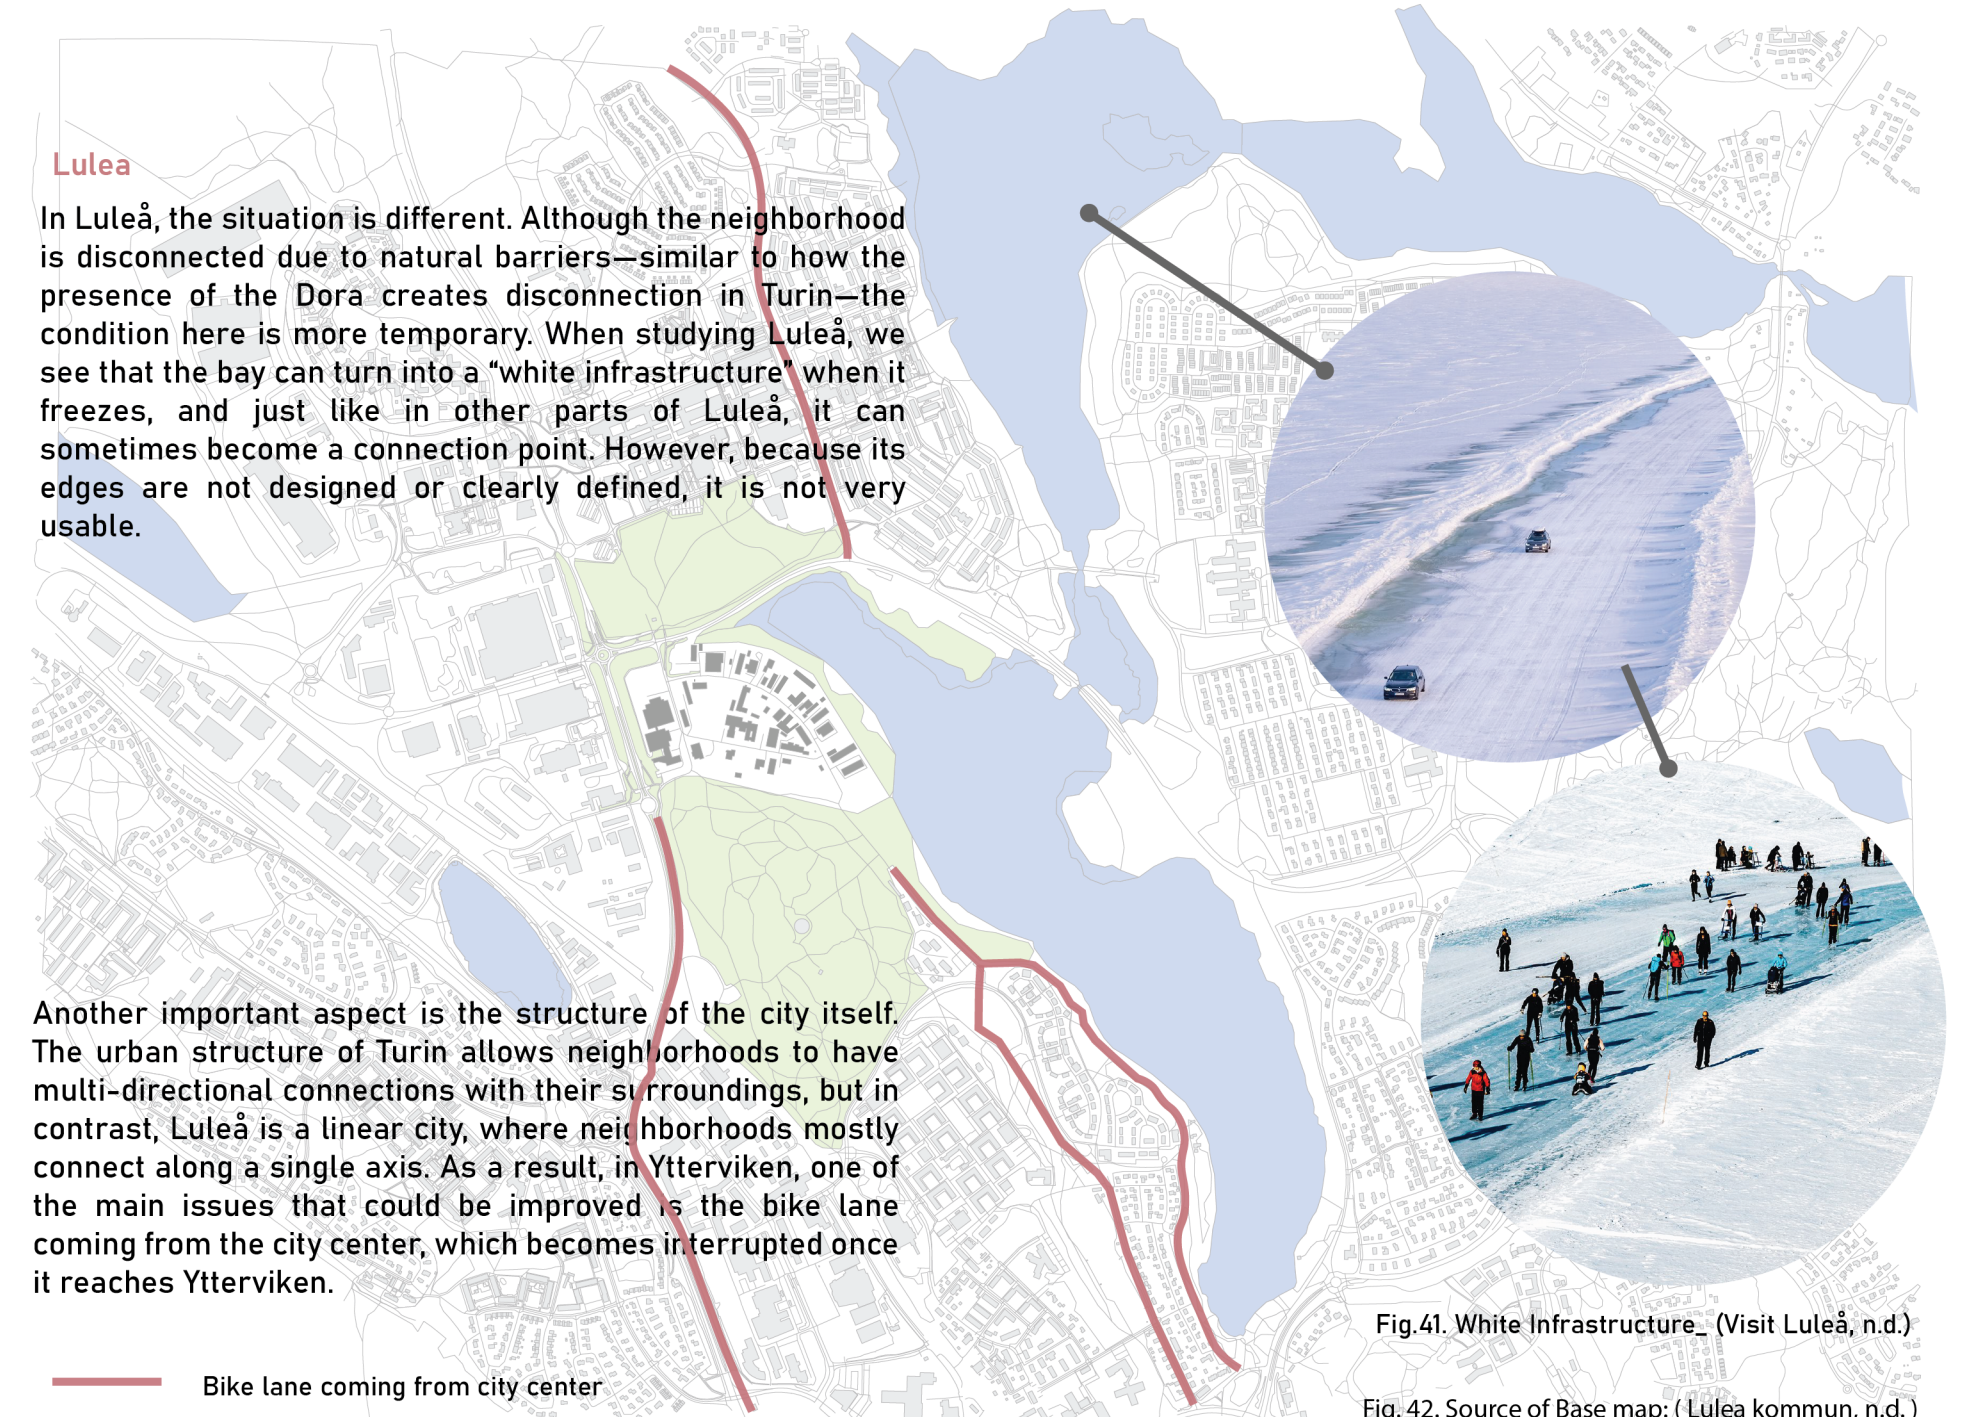 Lulea
In Luleå, the situation is different. Although the neighborhood
is disconnected due to natural barriers—similar to how the
presence of the Dora creates disconnection in Turin—the
condition here is more temporary. When studying Luleå, we
see that the bay can turn into a “white infrastructure” when it
freezes, and just like in other parts of Luleå, it can
sometimes become a connection point. However, because its
edges are not designed or clearly defined, it is not very
usable.
Another important aspect is the structure of the city itself.
The urban structure of Turin allows neighborhoods to have
multi-directional connections with their surroundings, but in
contrast, Luleå is a linear city, where neighborhoods mostly
connect along a single axis. As a result, in Ytterviken, one of
the main issues that could be improved is the bike lane
coming from the city center, which becomes interrupted once
it reaches Ytterviken.
Bike lane coming from city center
Fig.41. White Infrastructure_ (Visit Luleå, n.d.)
Fig. 42. Source of Base map: ( Lulea kommun, n.d. )